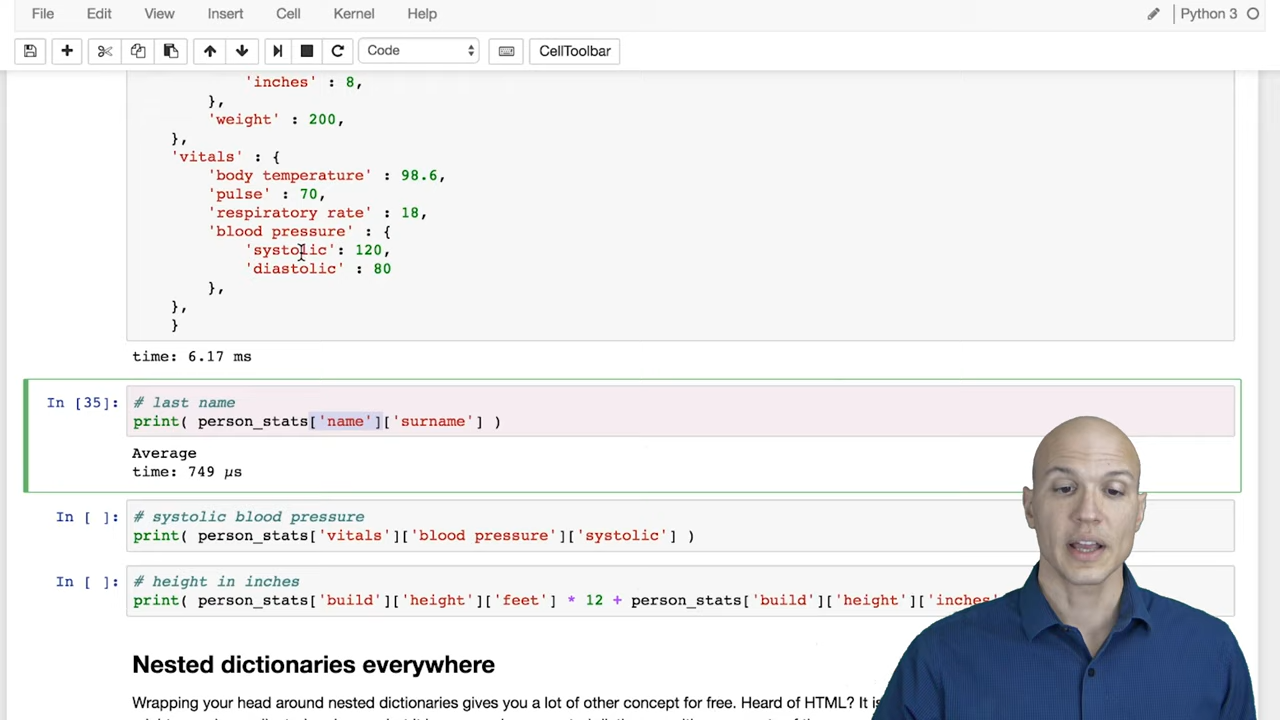 File Edit View Insert Cell Kernel Help Python 3
Code CellToolbar
'inches' : 8,
},
'weight' : 200,
},
'vitals' : {
'body temperature' : 98.6,
'pulse' : 70,
'respiratory rate' : 18,
'blood pressure' : {
'systolic': 120,
'diastolic' : 80
},
},
}
time: 6.17 ms
In [35]: # last name
print( person_stats['name']['surname'] )
Average
time: 749 µs
In [ ]: # systolic blood pressure
print( person_stats['vitals']['blood pressure']['systolic'] )
In [ ]: # height in inches
print( person_stats['build']['height']['feet'] * 12 + person_stats['build']['height']['inches
Nested dictionaries everywhere
Wrapping your head around nested dictionaries gives you a lot of other concept for free. Heard of HTML? It is